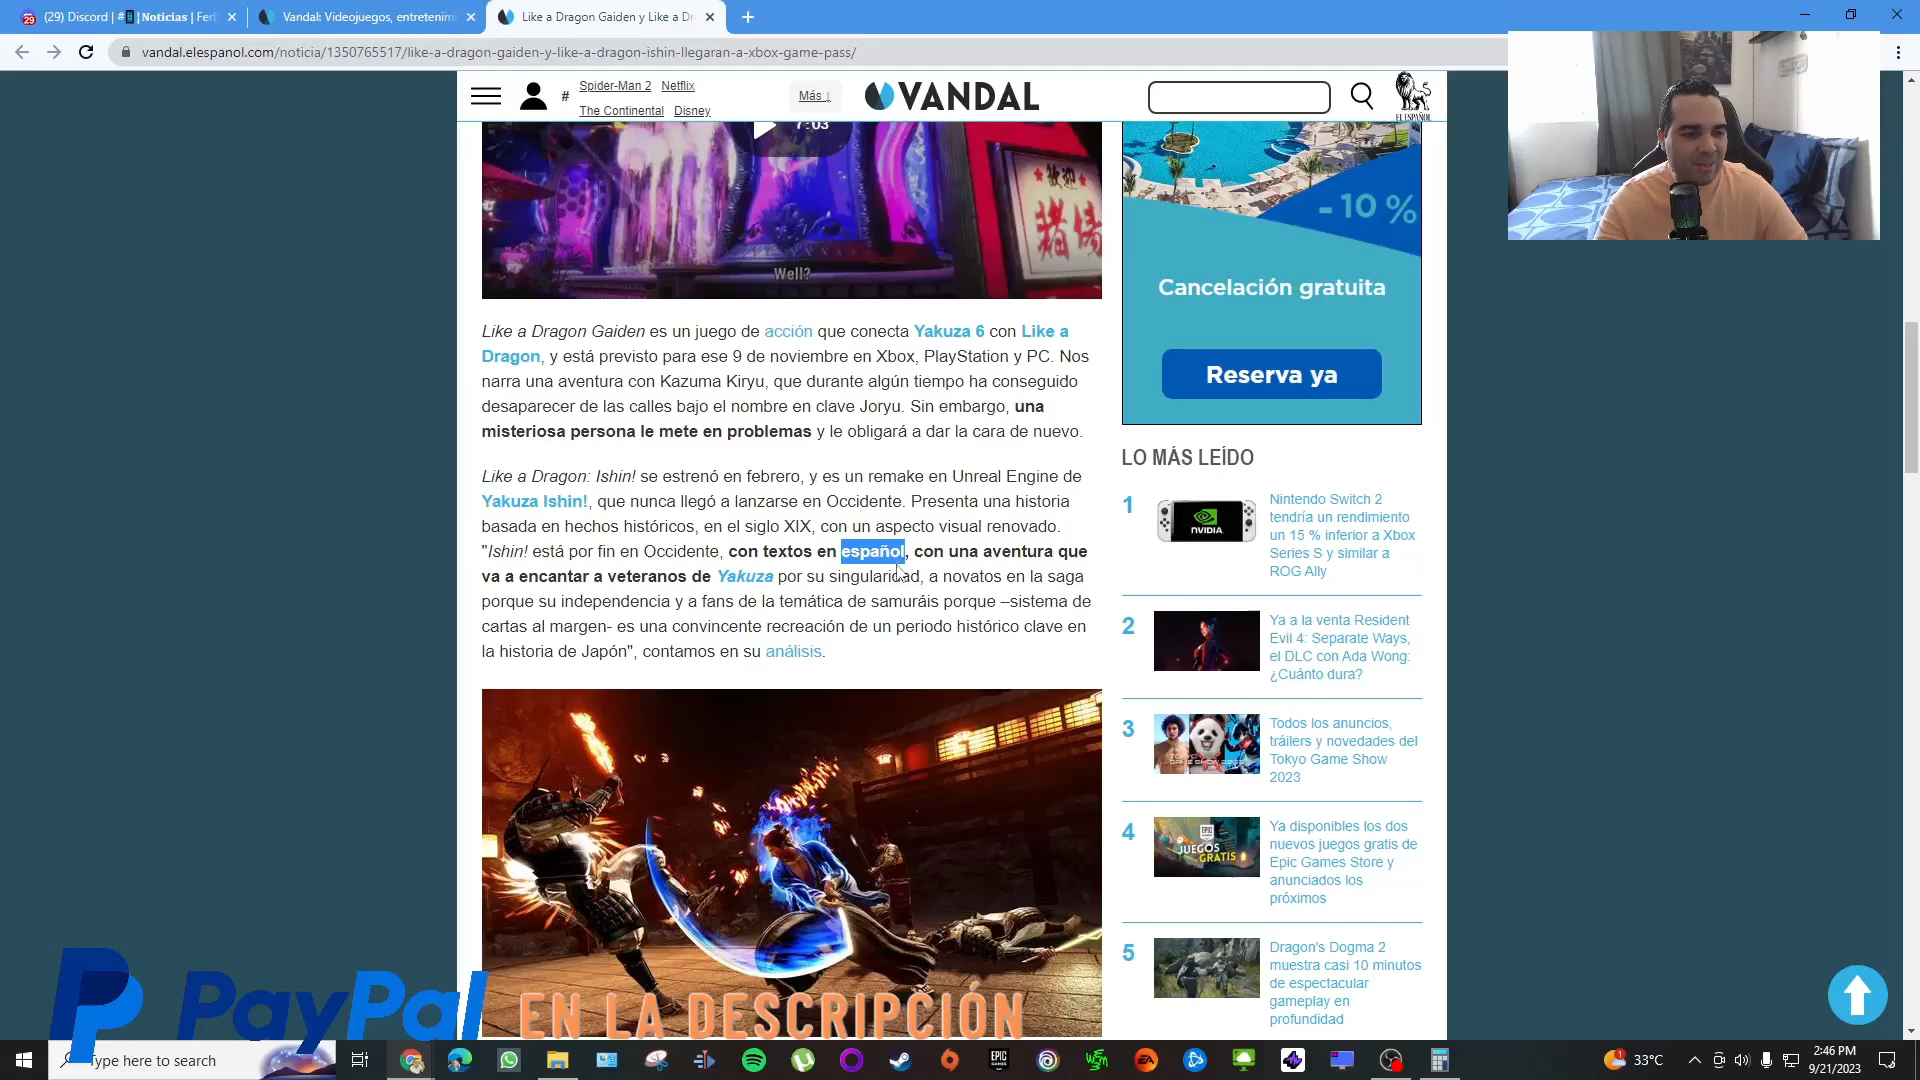 (29) Discord | # | Noticias | Fer
Vandal: Videojuegos, entretenim
Like a Dragon Gaiden y Like a Dr
vandal.elespanol.com/noticia/1350765517/like-a-dragon-gaiden-y-like-a-dragon-ishin-llegaran-a-xbox-game-pass/
# Spider-Man 2 Netflix
The Continental Disney
Más ↓
VANDAL
EL ESPAÑOL
7:03
Well?
Like a Dragon Gaiden es un juego de acción que conecta Yakuza 6 con Like a
Dragon, y está previsto para ese 9 de noviembre en Xbox, PlayStation y PC. Nos
narra una aventura con Kazuma Kiryu, que durante algún tiempo ha conseguido
desaparecer de las calles bajo el nombre en clave Joryu. Sin embargo, una
misteriosa persona le mete en problemas y le obligará a dar la cara de nuevo.
Like a Dragon: Ishin! se estrenó en febrero, y es un remake en Unreal Engine de
Yakuza Ishin!, que nunca llegó a lanzarse en Occidente. Presenta una historia
basada en hechos históricos, en el siglo XIX, con un aspecto visual renovado.
"Ishin! está por fin en Occidente, con textos en español, con una aventura que
va a encantar a veteranos de Yakuza por su singularidad, a novatos en la saga
porque su independencia y a fans de la temática de samuráis porque –sistema de
cartas al margen- es una convincente recreación de un periodo histórico clave en
la historia de Japón", contamos en su análisis.
-10 %
Cancelación gratuita
Reserva ya
LO MÁS LEÍDO
1
NVIDIA
Nintendo Switch 2
tendría un rendimiento
un 15 % inferior a Xbox
Series S y similar a
ROG Ally
2
Ya a la venta Resident
Evil 4: Separate Ways,
el DLC con Ada Wong:
¿Cuánto dura?
3
Todos los anuncios,
tráilers y novedades del
Tokyo Game Show
2023
4
EPIC
JUEGOS
GRATIS
Ya disponibles los dos
nuevos juegos gratis de
Epic Games Store y
anunciados los
próximos
5
Dragon's Dogma 2
muestra casi 10 minutos
de espectacular
gameplay en
profundidad
PayPal
EN LA DESCRIPCIÓN
Type here to search
EPIC
EA
33°C
2:46 PM
9/21/2023